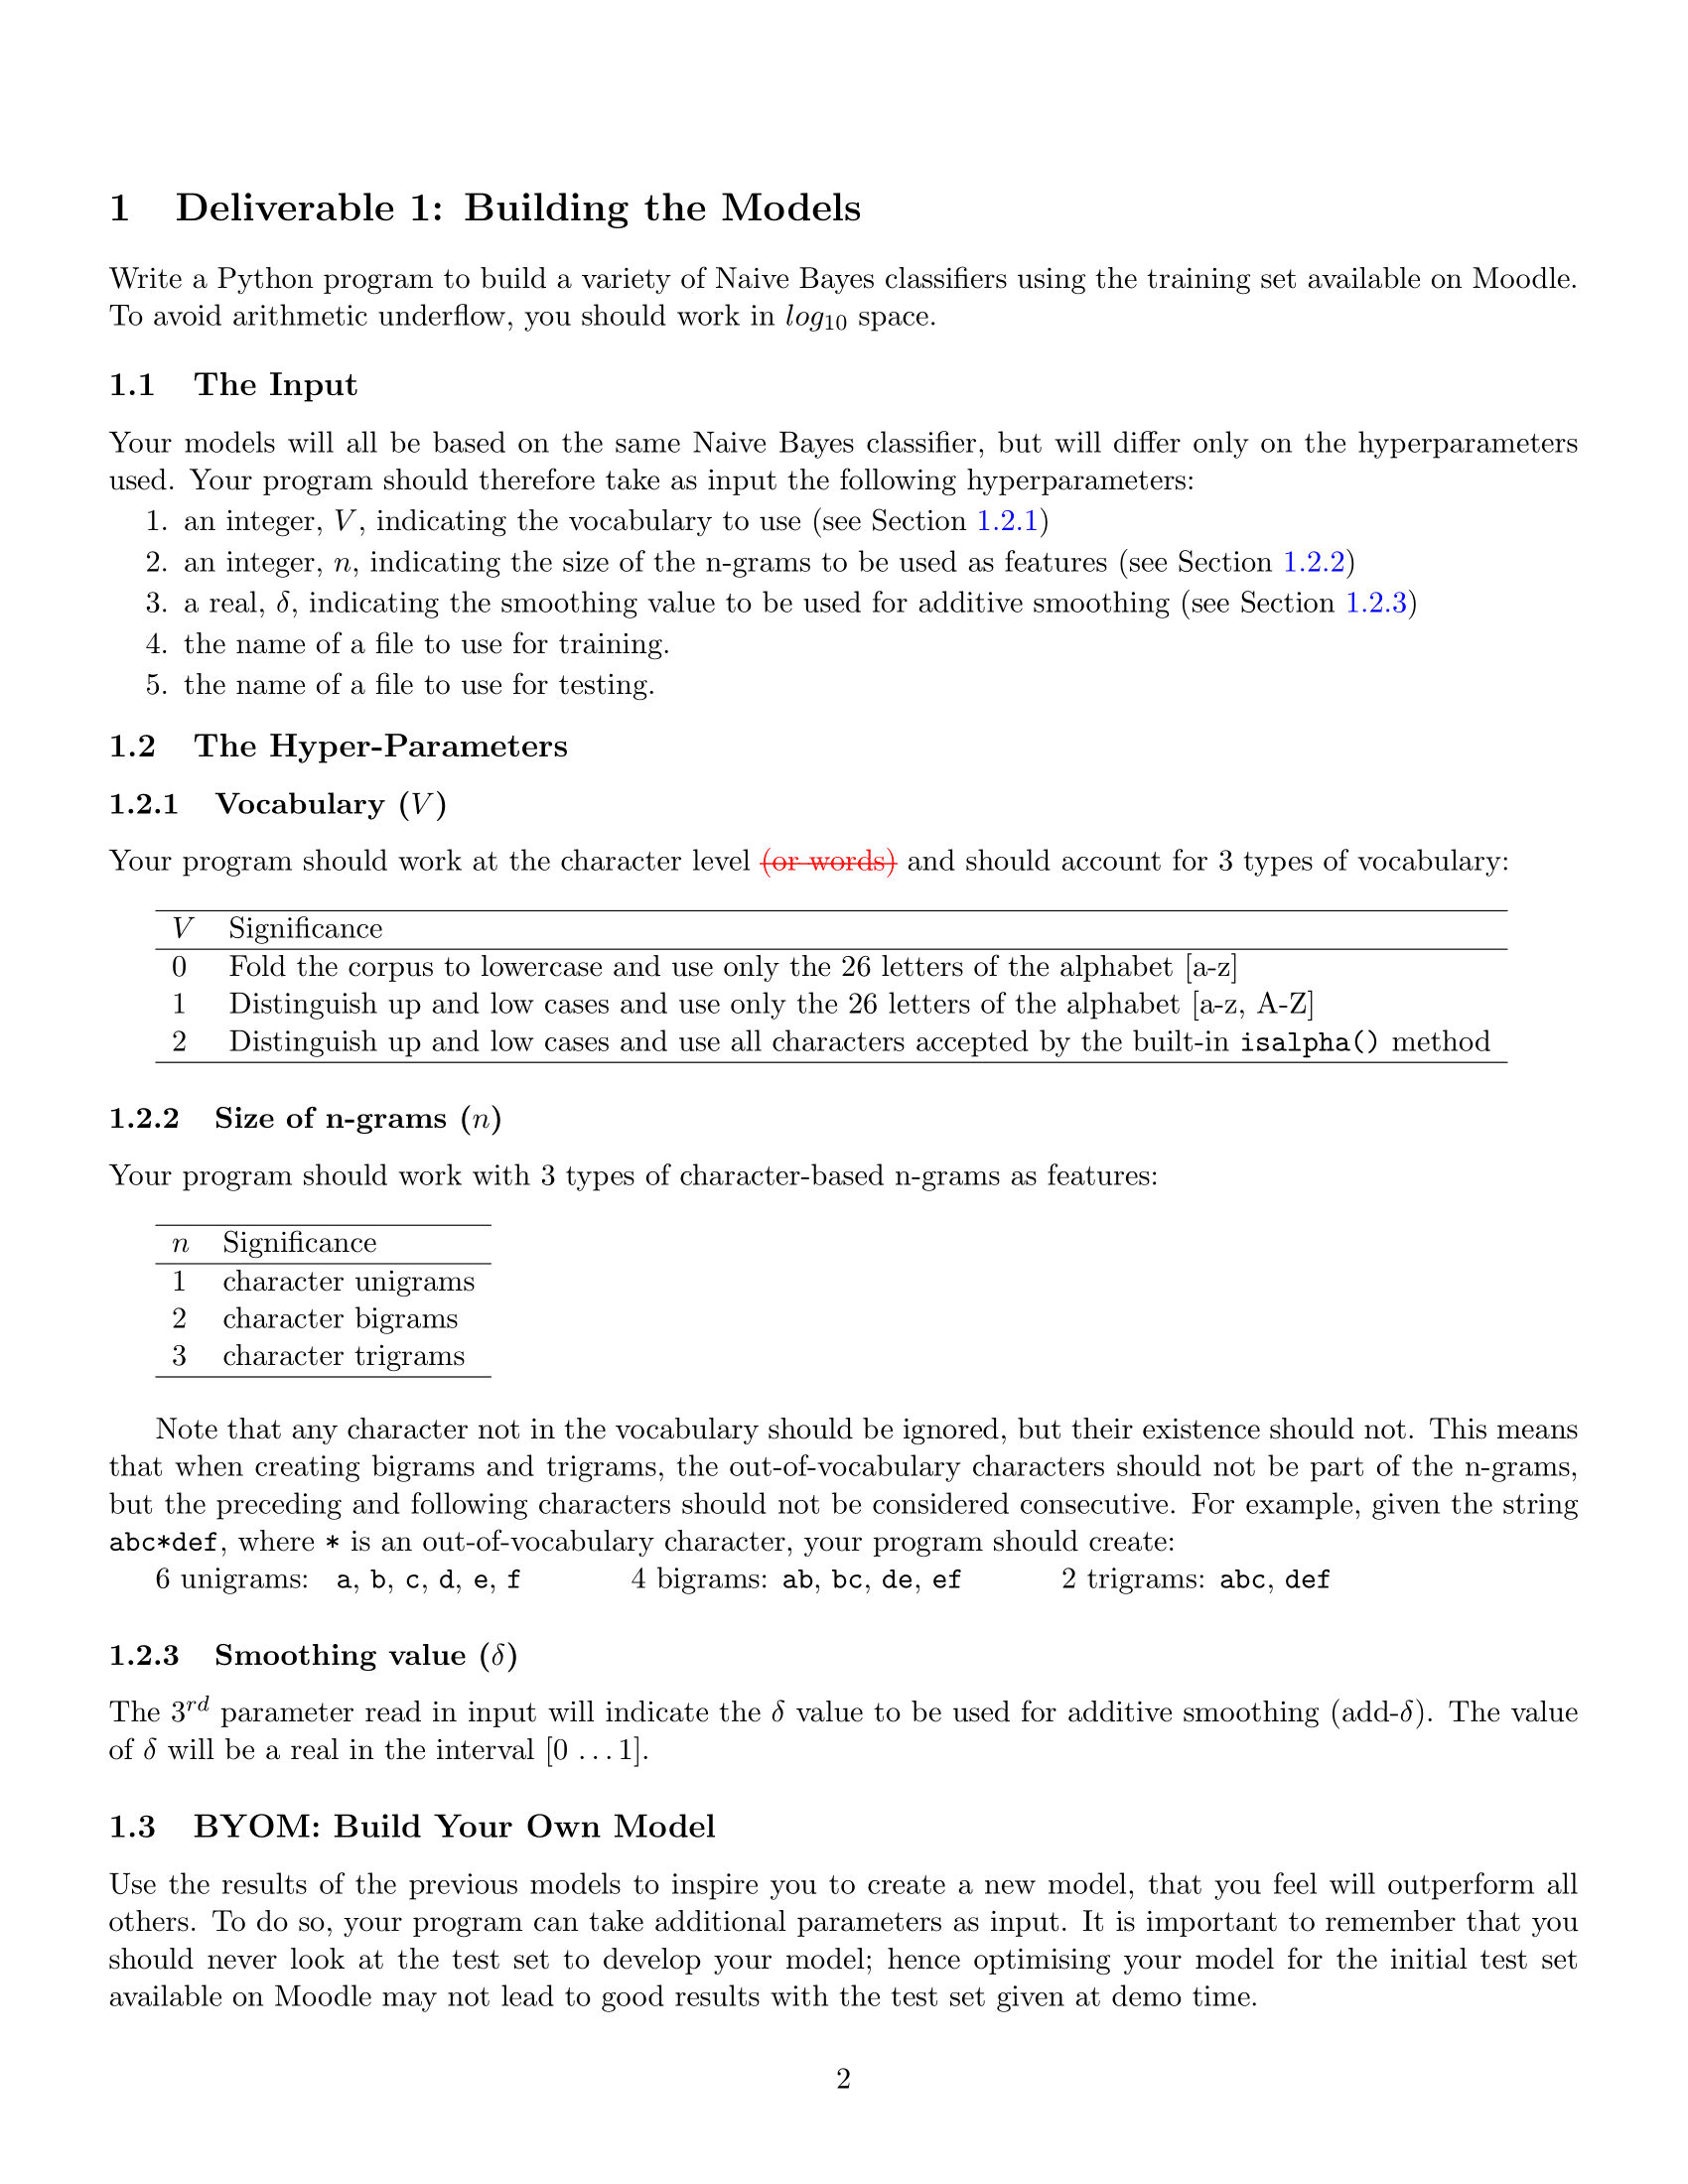 1 Deliverable 1: Building the Models
Write a Python program to build a variety of Naive Bayes classifiers using the training set available on Moodle.
To avoid arithmetic underflow, you should work in log₁₀ space.
1.1 The Input
Your models will all be based on the same Naive Bayes classifier, but will differ only on the hyperparameters
used. Your program should therefore take as input the following hyperparameters:
1. an integer, V, indicating the vocabulary to use (see Section 1.2.1)
2. an integer, n, indicating the size of the n-grams to be used as features (see Section 1.2.2)
3. a real, δ, indicating the smoothing value to be used for additive smoothing (see Section 1.2.3)
4. the name of a file to use for training.
5. the name of a file to use for testing.
1.2 The Hyper-Parameters
1.2.1 Vocabulary (V)
Your program should work at the character level (or words) and should account for 3 types of vocabulary:
V Significance
0 Fold the corpus to lowercase and use only the 26 letters of the alphabet [a-z]
1 Distinguish up and low cases and use only the 26 letters of the alphabet [a-z, A-Z]
2 Distinguish up and low cases and use all characters accepted by the built-in isalpha() method
1.2.2 Size of n-grams (n)
Your program should work with 3 types of character-based n-grams as features:
n Significance
1 character unigrams
2 character bigrams
3 character trigrams
Note that any character not in the vocabulary should be ignored, but their existence should not. This means
that when creating bigrams and trigrams, the out-of-vocabulary characters should not be part of the n-grams,
but the preceding and following characters should not be considered consecutive. For example, given the string
abc*def, where * is an out-of-vocabulary character, your program should create:
6 unigrams: a, b, c, d, e, f 4 bigrams: ab, bc, de, ef 2 trigrams: abc, def
1.2.3 Smoothing value (δ)
The 3rd parameter read in input will indicate the δ value to be used for additive smoothing (add-δ). The value
of δ will be a real in the interval [0 ...1].
1.3 BYOM: Build Your Own Model
Use the results of the previous models to inspire you to create a new model, that you feel will outperform all
others. To do so, your program can take additional parameters as input. It is important to remember that you
should never look at the test set to develop your model; hence optimising your model for the initial test set
available on Moodle may not lead to good results with the test set given at demo time.
2